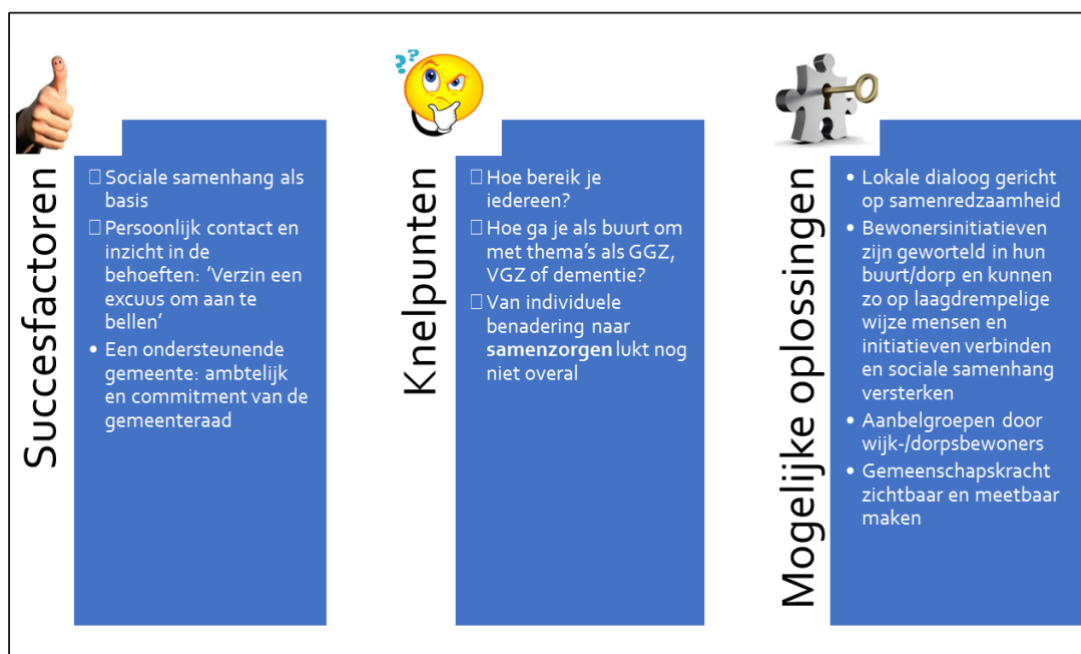 ??
Succesfactoren
□ Sociale samenhang als
basis
□ Persoonlijk contact en
inzicht in de
behoeften: ‘Verzin een
excuus om aan te
bellen’
• Een ondersteunende
gemeente: ambtelijk
en commitment van de
gemeenteraad
Knelpunten
□ Hoe bereik je
iedereen?
□ Hoe ga je als buurt om
met thema’s als GGZ,
VGZ of dementie?
□ Van individuele
benadering naar
samenzorgen lukt nog
niet overal
Mogelijke oplossingen
• Lokale dialoog gericht
op samenredzaamheid
• Bewonersinitiatieven
zijn geworteld in hun
buurt/dorp en kunnen
zo op laagdrempelige
wijze mensen en
initiatieven verbinden
en sociale samenhang
versterken
• Aanbelgroepen door
wijk-/dorpsbewoners
• Gemeenschapskracht
zichtbaar en meetbaar
maken